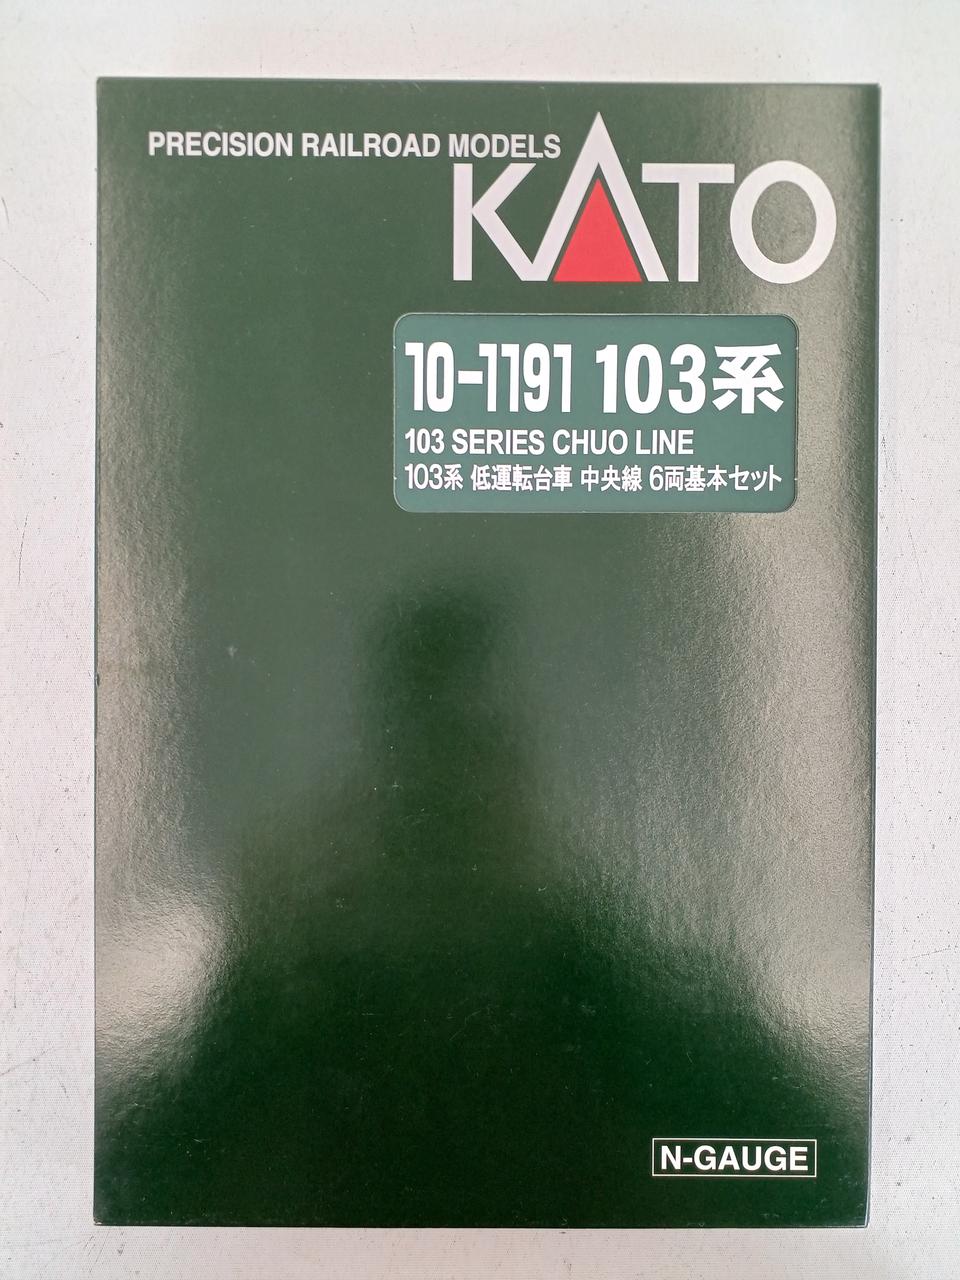 PRECISION RAILROAD MODELS
KATO
10-1191 103系
103 SERIES CHUO LINE
103系 低運転台車 中央線 6両基本セット
N-GAUGE